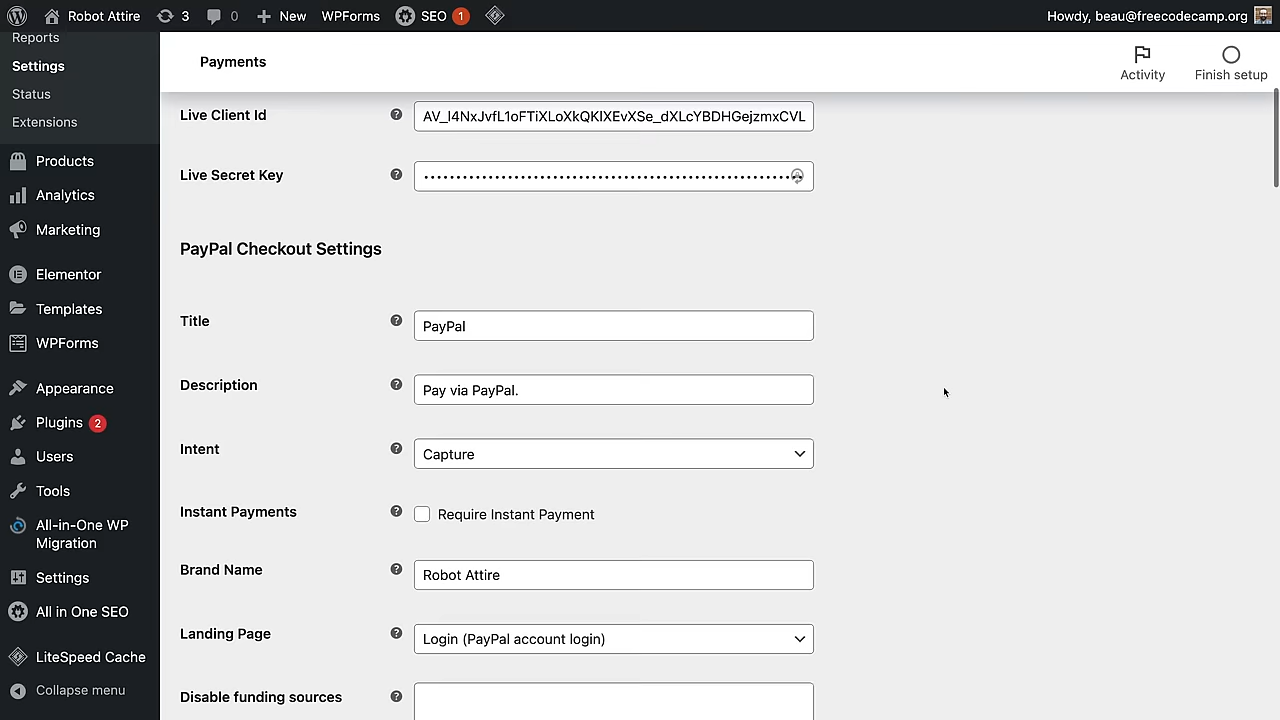 Robot Attire 3 0 New WPForms SEO 1 Howdy, beau@freecodecamp.org
Reports
Settings
Status
Extensions
Products
Analytics
Marketing
Elementor
Templates
WPForms
Appearance
Plugins 2
Users
Tools
All-in-One WP
Migration
Settings
All in One SEO
LiteSpeed Cache
Collapse menu
Payments
Activity
Finish setup
Live Client Id
AV_I4NxJvfL1oFTiXLoXkQKIXEvXSe_dXLcYBDHGejzmxCVL
Live Secret Key
PayPal Checkout Settings
Title
PayPal
Description
Pay via PayPal.
Intent
Capture
Instant Payments
Require Instant Payment
Brand Name
Robot Attire
Landing Page
Login (PayPal account login)
Disable funding sources